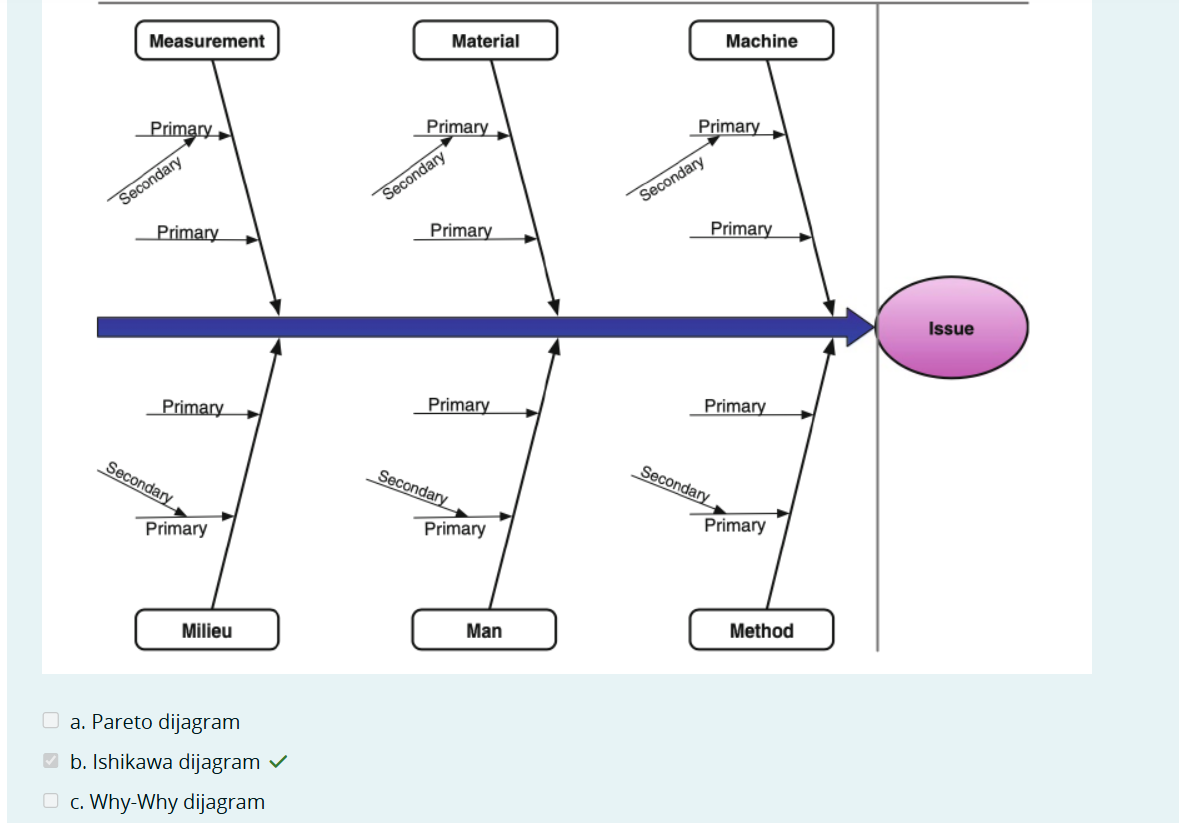 Measurement
Material
Machine
Primary
Primary
Primary
Secondary
Secondary
Secondary
Primary
Primary
Primary
Issue
Primary
Primary
Primary
Secondary
Secondary
Secondary
Primary
Primary
Primary
Milieu
Man
Method
a. Pareto dijagram
b. Ishikawa dijagram
c. Why-Why dijagram